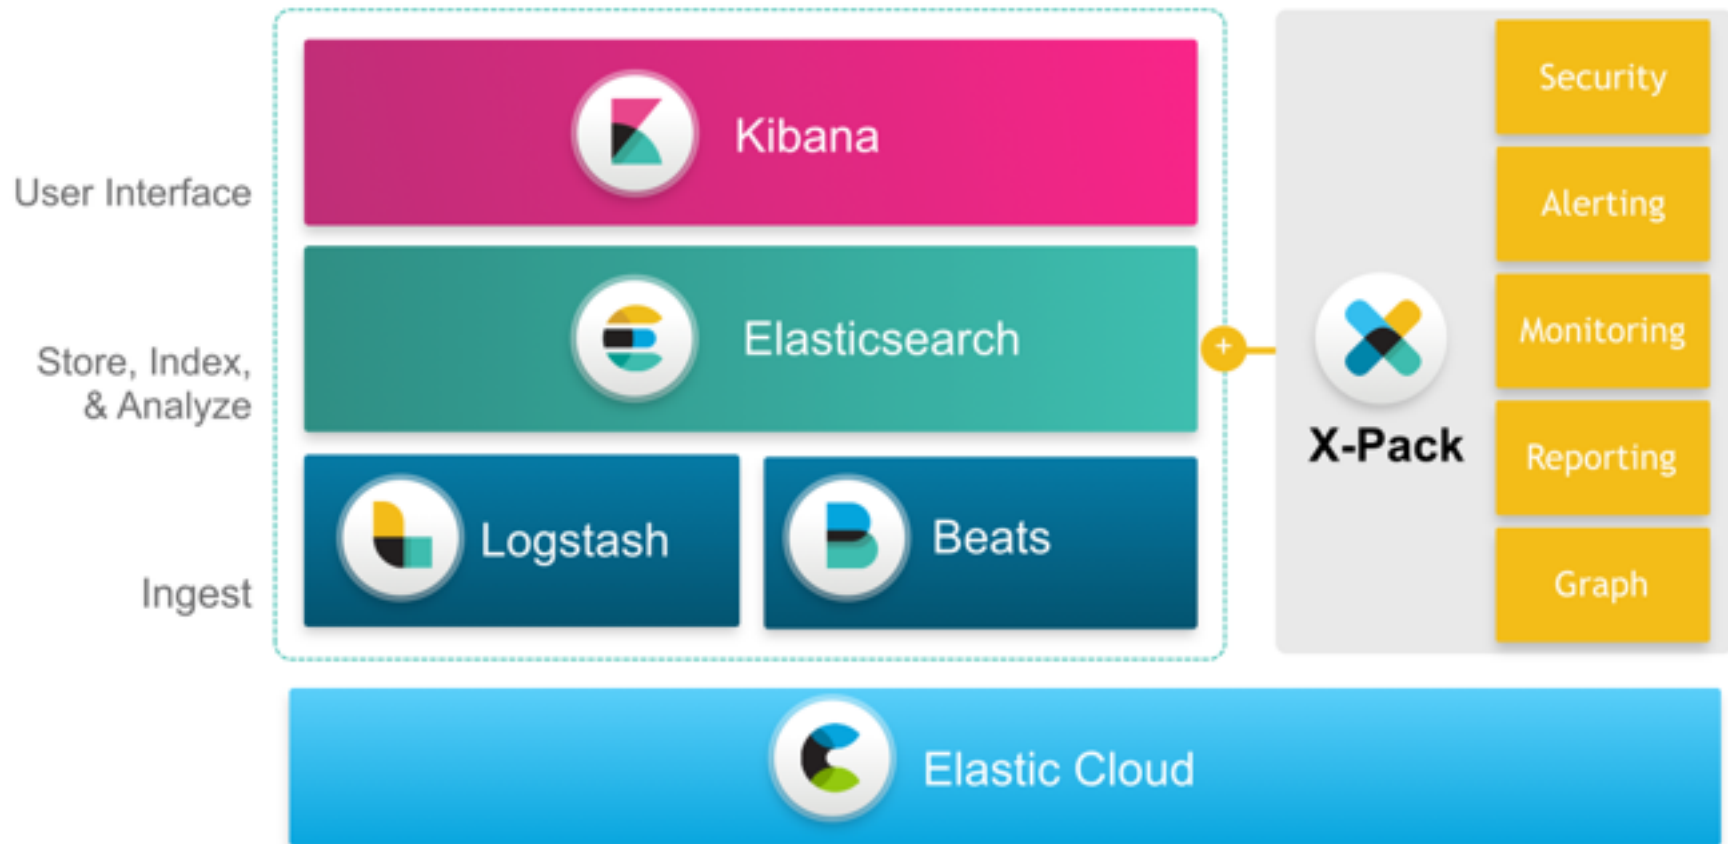 User Interface
Kibana
Store, Index,
& Analyze
Elasticsearch
Ingest
Logstash
Beats
+
X-Pack
Security
Alerting
Monitoring
Reporting
Graph
Elastic Cloud